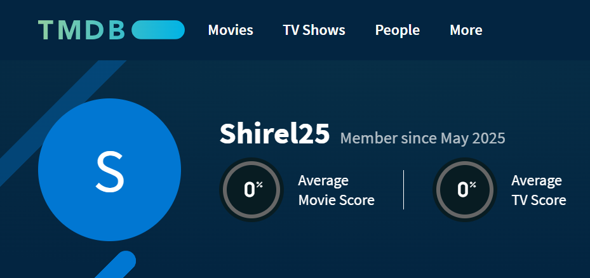 TMDB Movies TV Shows People More
S
Shirel25 Member since May 2025
0% Average Movie Score
0% Average TV Score